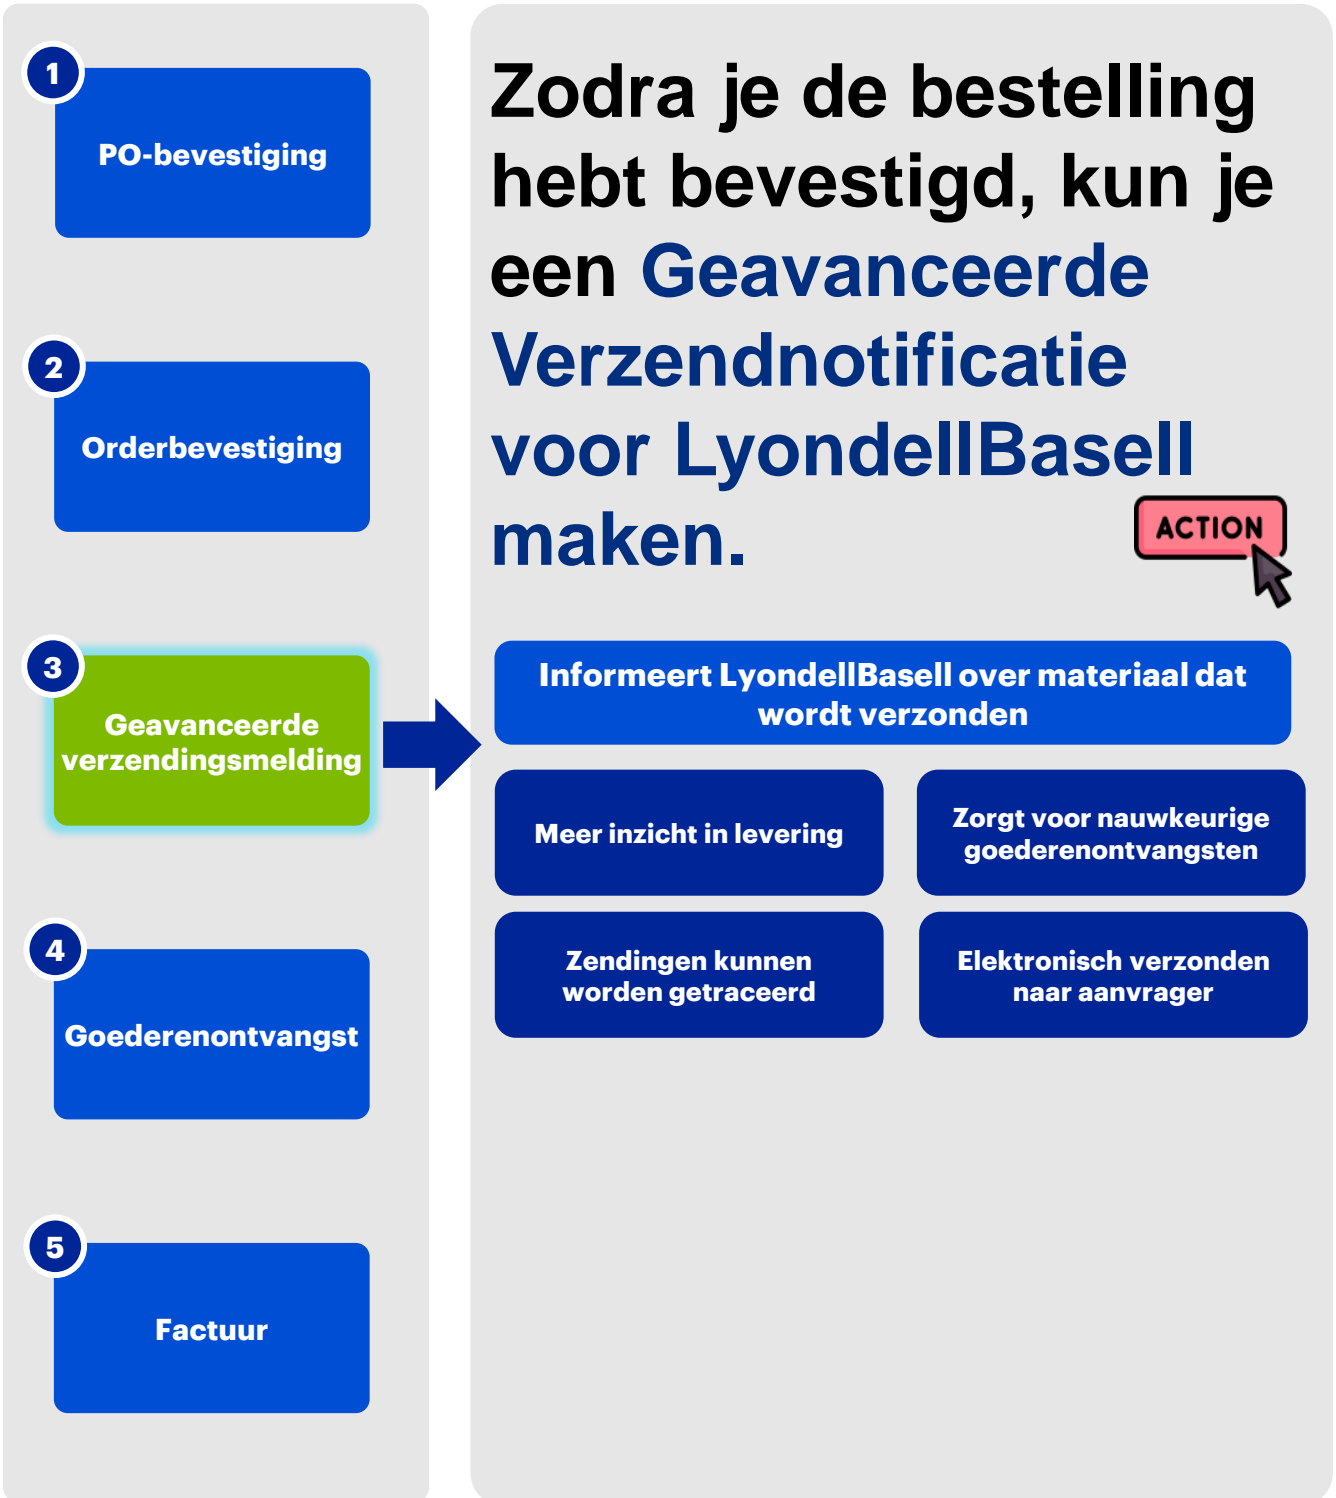 1
PO-bevestiging
2
Orderbevestiging
3
Geavanceerde
verzendingsmelding
4
Goederenontvangst
5
Factuur
Zodra je de bestelling
hebt bevestigd, kun je
een Geavanceerde
Verzendnotificatie
voor LyondellBasell
maken.
ACTION
Informeert LyondellBasell over materiaal dat
wordt verzonden
Meer inzicht in levering
Zorgt voor nauwkeurige
goederenontvangsten
Zendingen kunnen
worden getraceerd
Elektronisch verzonden
naar aanvrager